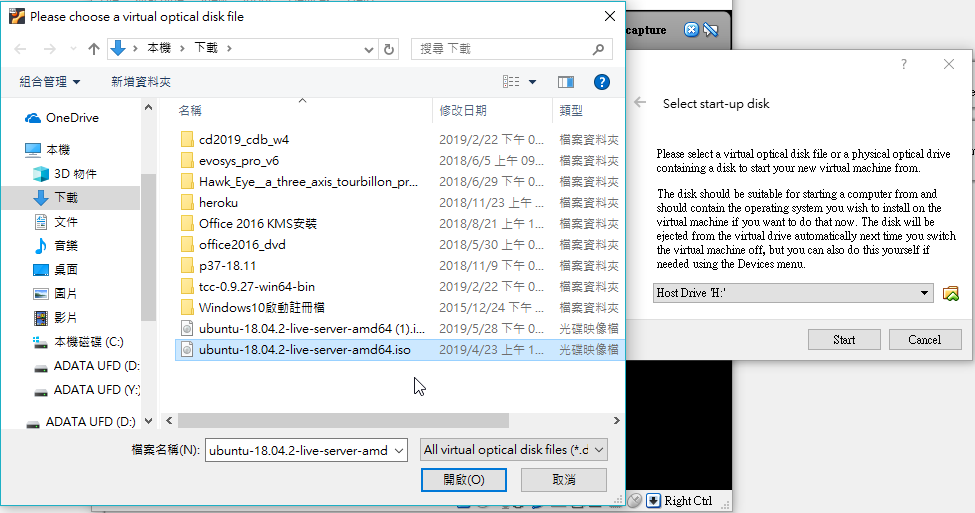 Please choose a virtual optical disk file
capture
本機
下載
搜尋 下載
組合管理
新增資料夾
OneDrive
本機
3D 物件
下載
文件
音樂
桌面
圖片
影片
本機磁碟 (C:)
ADATA UFD (D:
ADATA UFD (Y:)
ADATA UFD (D:)
名稱 修改日期 類型
cd2019_cdb_w4 2019/2/22 下午 0... 檔案資料夾
evosys_pro_v6 2018/6/5 上午 09... 檔案資料夾
Hawk_Eye__a_three_axis_tourbillon_pr... 2018/6/29 下午 0... 檔案資料夾
heroku 2018/11/23 上午 ... 檔案資料夾
Office 2016 KMS安裝 2018/8/21 上午 1... 檔案資料夾
office2016_dvd 2018/5/30 上午 0... 檔案資料夾
p37-18.11 2018/11/9 下午 0... 檔案資料夾
tcc-0.9.27-win64-bin 2019/2/22 下午 0... 檔案資料夾
Windows10啟動註冊檔 2015/12/24 下午 ... 檔案資料夾
ubuntu-18.04.2-live-server-amd64 (1).i... 2019/5/28 下午 0... 光碟映像檔
ubuntu-18.04.2-live-server-amd64.iso 2019/4/23 上午 1... 光碟映像檔
檔案名稱(N):
ubuntu-18.04.2-live-server-amd
All virtual optical disk files (*.d
開啟(O)
取消
?
Select start-up disk
Please select a virtual optical disk file or a physical optical drive
containing a disk to start your new virtual machine from.
The disk should be suitable for starting a computer from and
should contain the operating system you wish to install on the
virtual machine if you want to do that now. The disk will be
ejected from the virtual drive automatically next time you switch
the virtual machine off, but you can also do this yourself if
needed using the Devices menu.
Host Drive 'H:'
Start
Cancel
Right Ctrl